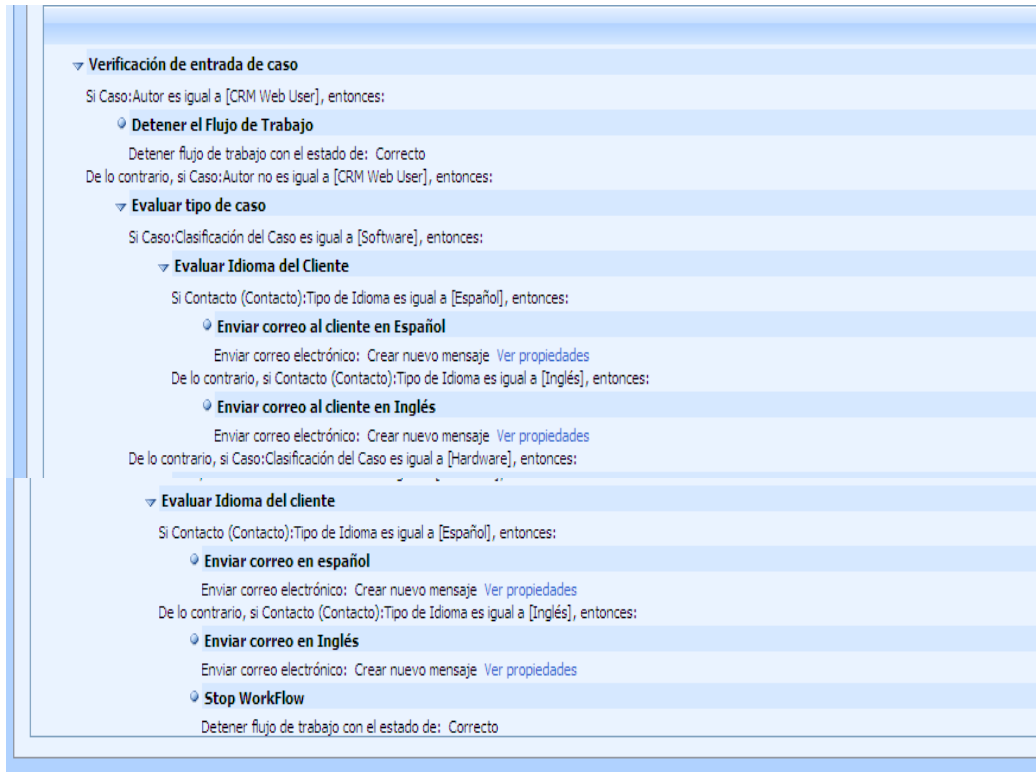 Verificación de entrada de caso
Si Caso:Autor es igual a [CRM Web User], entonces:
Detener el Flujo de Trabajo
Detener flujo de trabajo con el estado de: Correcto
De lo contrario, si Caso:Autor no es igual a [CRM Web User], entonces:
Evaluar tipo de caso
Si Caso:Clasificación del Caso es igual a [Software], entonces:
Evaluar Idioma del Cliente
Si Contacto (Contacto):Tipo de Idioma es igual a [Español], entonces:
Enviar correo al cliente en Español
Enviar correo electrónico: Crear nuevo mensaje Ver propiedades
De lo contrario, si Contacto (Contacto):Tipo de Idioma es igual a [Inglés], entonces:
Enviar correo al cliente en Inglés
Enviar correo electrónico: Crear nuevo mensaje Ver propiedades
De lo contrario, si Caso:Clasificación del Caso es igual a [Hardware], entonces:
Evaluar Idioma del cliente
Si Contacto (Contacto):Tipo de Idioma es igual a [Español], entonces:
Enviar correo en español
Enviar correo electrónico: Crear nuevo mensaje Ver propiedades
De lo contrario, si Contacto (Contacto):Tipo de Idioma es igual a [Inglés], entonces:
Enviar correo en Inglés
Enviar correo electrónico: Crear nuevo mensaje Ver propiedades
Stop WorkFlow
Detener flujo de trabajo con el estado de: Correcto